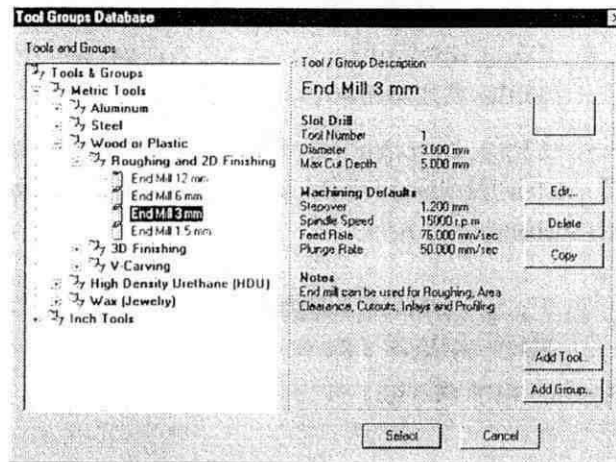 Tool Groups Database
Tools and Groups
Tools & Groups
Metric Tools
Aluminum
Steel
Wood or Plastic
Roughing and 2D Finishing
End Mill 12 mm
End Mill 6 mm
End Mill 3 mm
End Mill 1.5 mm
3D Finishing
V-Carving
High Density Urethane (HDU)
Wax (Jewelry)
Inch Tools
Tool / Group Description
End Mill 3 mm
Slot Drill
Tool Number 1
Diameter 3.000 mm
Max Cut Depth 5.000 mm
Machining Defaults
Stepover 1.200 mm
Spindle Speed 15000 r.p.m
Feed Rate 76.000 mm/sec
Plunge Rate 50.000 mm/sec
Notes
End mill can be used for Roughing, Area
Clearance, Cutouts, Inlays and Profiling
Edit...
Delete
Copy
Add Tool...
Add Group...
Select
Cancel